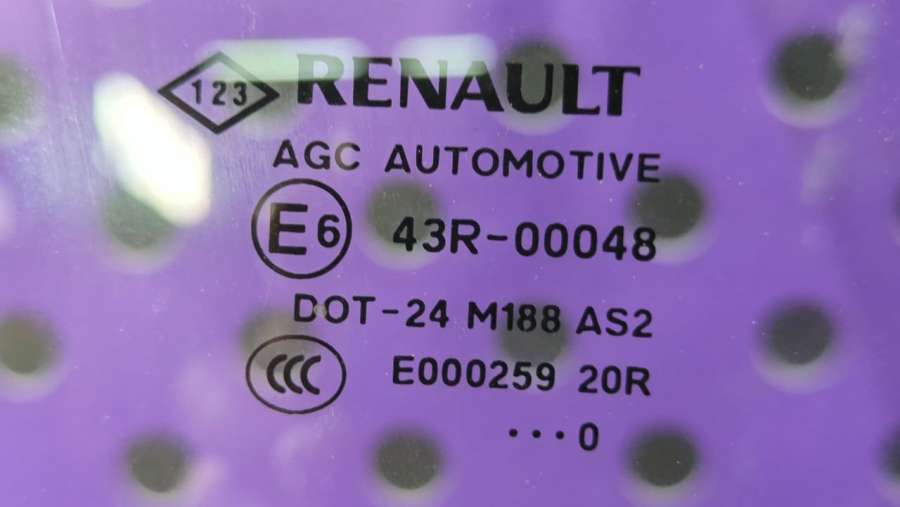 123 RENAULT
AGC AUTOMOTIVE
E6 43R-00048
DOT-24 M188 AS2
CCC E000259 20R
...0